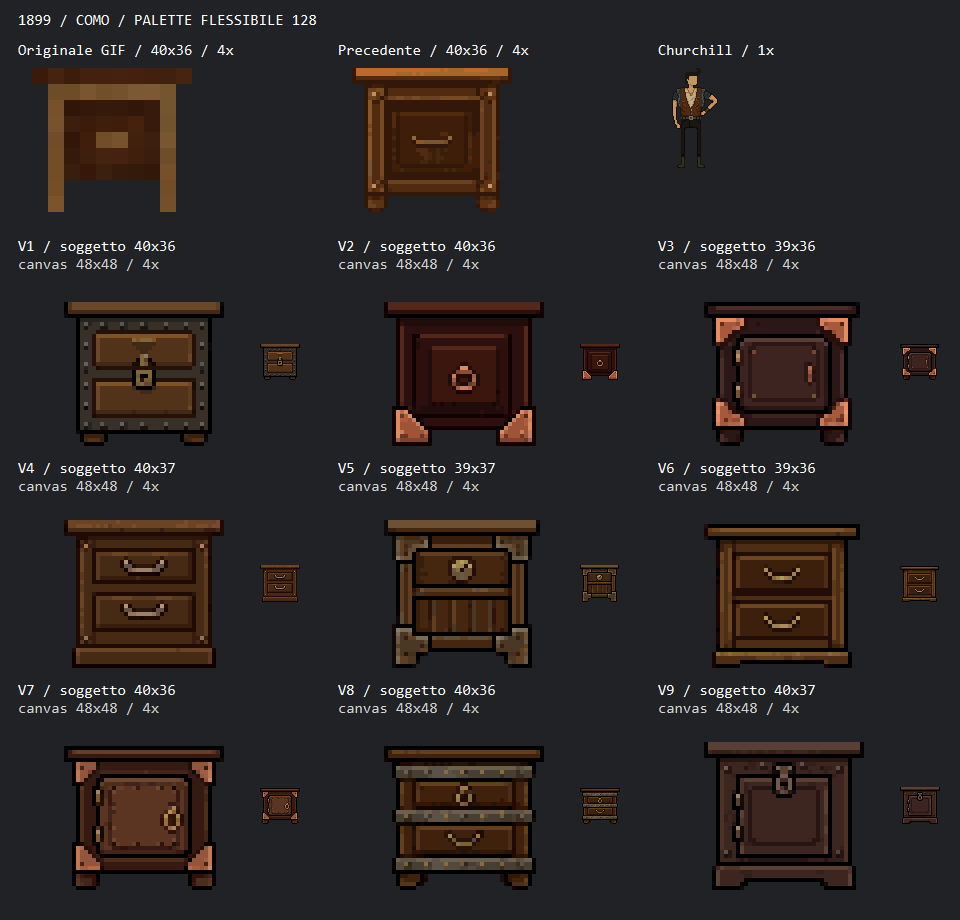 1899 / COMO / PALETTE FLESSIBILE 128
Originale GIF / 40x36 / 4x
Precedente / 40x36 / 4x
Churchill / 1x
V1 / soggetto 40x36
canvas 48x48 / 4x
V2 / soggetto 40x36
canvas 48x48 / 4x
V3 / soggetto 39x36
canvas 48x48 / 4x
V4 / soggetto 40x37
canvas 48x48 / 4x
V5 / soggetto 39x37
canvas 48x48 / 4x
V6 / soggetto 39x36
canvas 48x48 / 4x
V7 / soggetto 40x36
canvas 48x48 / 4x
V8 / soggetto 40x36
canvas 48x48 / 4x
V9 / soggetto 40x37
canvas 48x48 / 4x